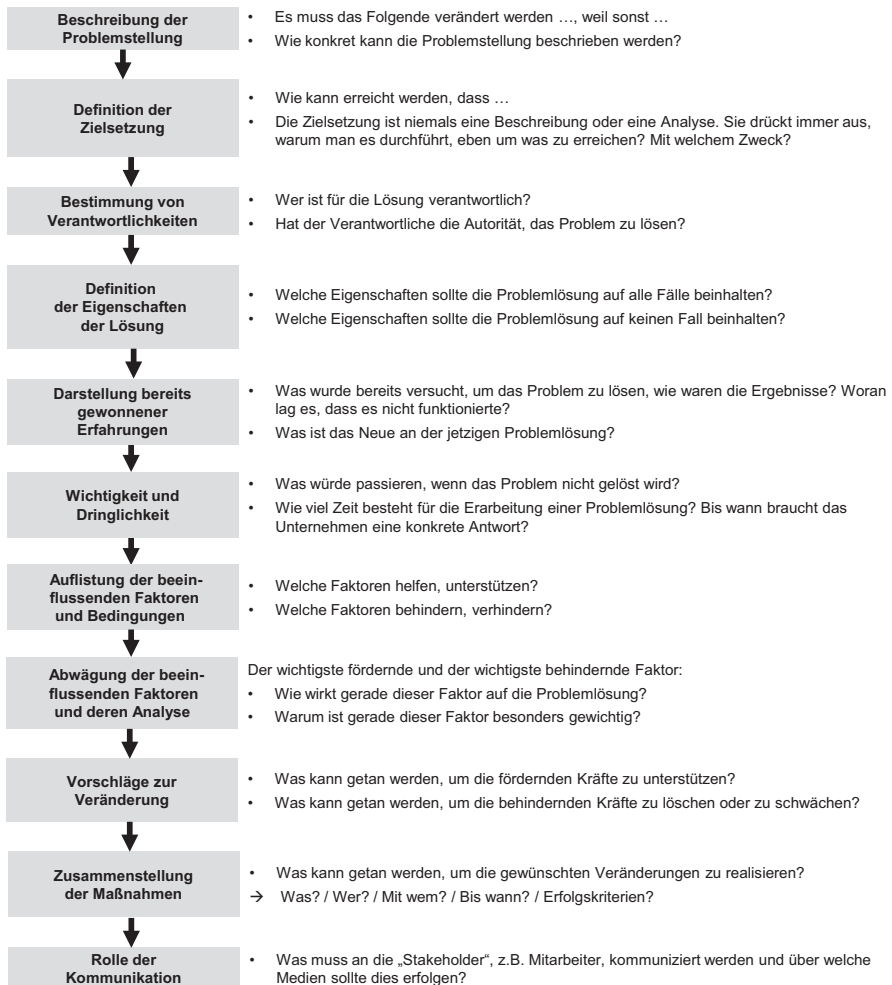 Beschreibung der
Problemstellung
• Es muss das Folgende verändert werden …, weil sonst …
• Wie konkret kann die Problemstellung beschrieben werden?
Definition der
Zielsetzung
• Wie kann erreicht werden, dass …
• Die Zielsetzung ist niemals eine Beschreibung oder eine Analyse. Sie drückt immer aus,
warum man es durchführt, eben um was zu erreichen? Mit welchem Zweck?
Bestimmung von
Verantwortlichkeiten
• Wer ist für die Lösung verantwortlich?
• Hat der Verantwortliche die Autorität, das Problem zu lösen?
Definition
der Eigenschaften
der Lösung
• Welche Eigenschaften sollte die Problemlösung auf alle Fälle beinhalten?
• Welche Eigenschaften sollte die Problemlösung auf keinen Fall beinhalten?
Darstellung bereits
gewonnener
Erfahrungen
• Was wurde bereits versucht, um das Problem zu lösen, wie waren die Ergebnisse? Woran
lag es, dass es nicht funktionierte?
• Was ist das Neue an der jetzigen Problemlösung?
Wichtigkeit und
Dringlichkeit
• Was würde passieren, wenn das Problem nicht gelöst wird?
• Wie viel Zeit besteht für die Erarbeitung einer Problemlösung? Bis wann braucht das
Unternehmen eine konkrete Antwort?
Auflistung der beein-
flussenden Faktoren
und Bedingungen
• Welche Faktoren helfen, unterstützen?
• Welche Faktoren behindern, verhindern?
Abwägung der beein-
flussenden Faktoren
und deren Analyse
Der wichtigste fördernde und der wichtigste behindernde Faktor:
• Wie wirkt gerade dieser Faktor auf die Problemlösung?
• Warum ist gerade dieser Faktor besonders gewichtig?
Vorschläge zur
Veränderung
• Was kann getan werden, um die fördernden Kräfte zu unterstützen?
• Was kann getan werden, um die behindernden Kräfte zu löschen oder zu schwächen?
Zusammenstellung
der Maßnahmen
• Was kann getan werden, um die gewünschten Veränderungen zu realisieren?
→ Was? / Wer? / Mit wem? / Bis wann? / Erfolgskriterien?
Rolle der
Kommunikation
• Was muss an die „Stakeholder“, z.B. Mitarbeiter, kommuniziert werden und über welche
Medien sollte dies erfolgen?